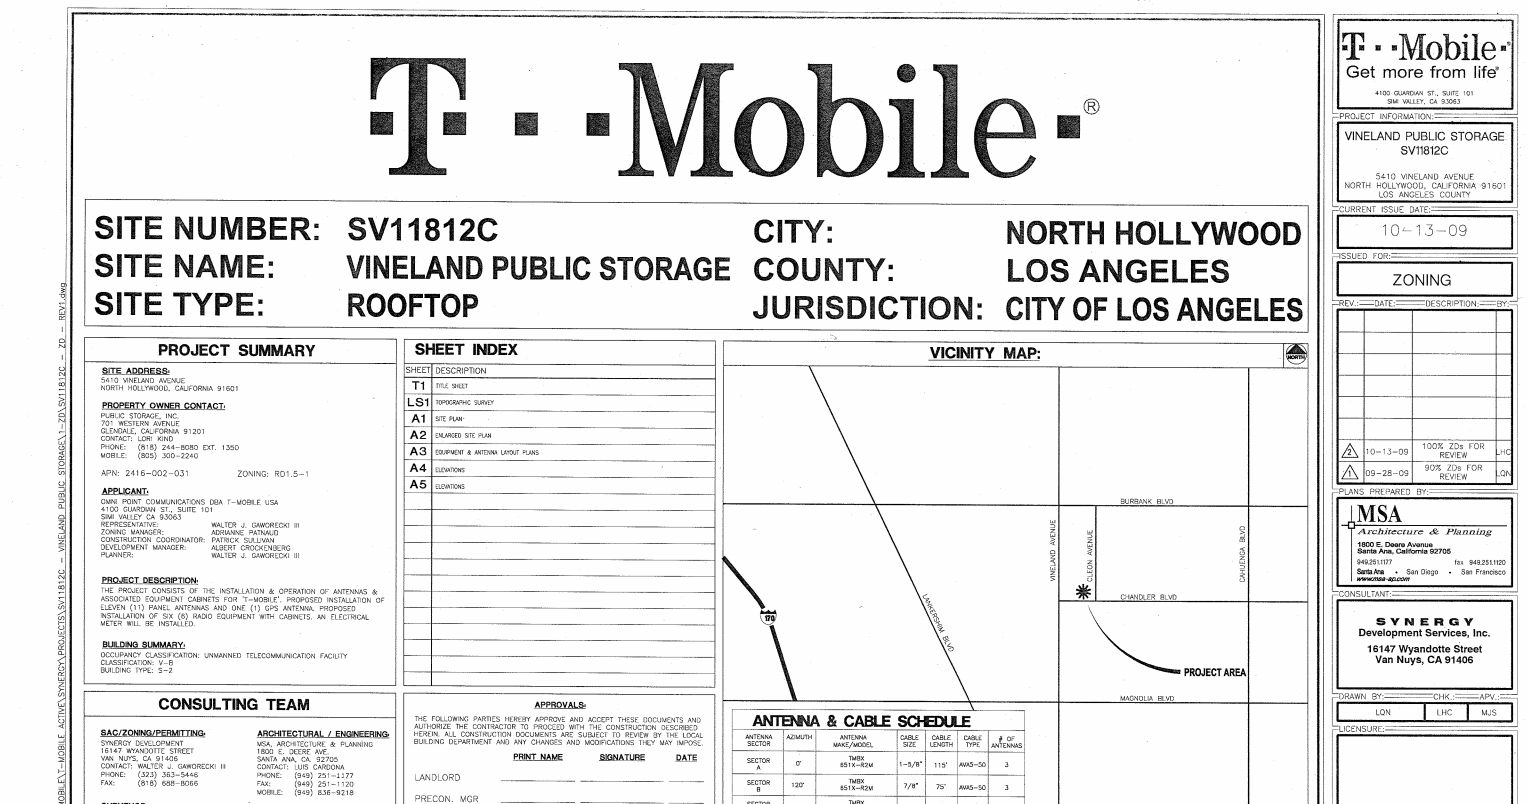 T··Mobile·®
SITE NUMBER: SV11812C CITY: NORTH HOLLYWOOD
SITE NAME: VINELAND PUBLIC STORAGE COUNTY: LOS ANGELES
SITE TYPE: ROOFTOP JURISDICTION: CITY OF LOS ANGELES
PROJECT SUMMARY
SITE ADDRESS:
5410 VINELAND AVENUE
NORTH HOLLYWOOD, CALIFORNIA 91601
PROPERTY OWNER CONTACT:
PUBLIC STORAGE, INC.
701 WESTERN AVENUE
GLENDALE, CALIFORNIA 91201
CONTACT: LORI KIND
PHONE: (818) 244-8080 EXT. 1350
MOBILE: (805) 300-2240
APN: 2416-002-031 ZONING: RD1.5-1
APPLICANT:
OMNI POINT COMMUNICATIONS DBA T-MOBILE USA
4100 GUARDIAN ST., SUITE 101
SIMI VALLEY CA 93063
REPRESENTATIVE: WALTER J. GAWORECKI III
ZONING MANAGER: ADRIANNE PATNAUD
CONSTRUCTION COORDINATOR: PATRICK SULLIVAN
DEVELOPMENT MANAGER: ALBERT CROCKENBERG
PLANNER: WALTER J. GAWORECKI III
PROJECT DESCRIPTION:
THE PROJECT CONSISTS OF THE INSTALLATION & OPERATION OF ANTENNAS &
ASSOCIATED EQUIPMENT CABINETS FOR 'T-MOBILE'. PROPOSED INSTALLATION OF
ELEVEN (11) PANEL ANTENNAS AND ONE (1) GPS ANTENNA. PROPOSED
INSTALLATION OF SIX (6) RADIO EQUIPMENT WITH CABINETS. AN ELECTRICAL
METER WILL BE INSTALLED.
BUILDING SUMMARY:
OCCUPANCY CLASSIFICATION: UNMANNED TELECOMMUNICATION FACILITY
CLASSIFICATION: V-B
BUILDING TYPE: S-2
CONSULTING TEAM
SAC/ZONING/PERMITTING:
SYNERGY DEVELOPMENT
16147 WYANDOTTE STREET
VAN NUYS, CA 91406
CONTACT: WALTER J. GAWORECKI III
PHONE: (323) 363-5446
FAX: (818) 688-8066
ARCHITECTURAL / ENGINEERING:
MSA, ARCHITECTURE & PLANNING
1800 E. DEERE AVE.
SANTA ANA, CA. 92705
CONTACT: LUIS CARDONA
PHONE: (949) 251-1177
FAX: (949) 251-1120
MOBILE: (949) 836-9218
SHEET INDEX
SHEET DESCRIPTION
T1 TITLE SHEET
LS1 TOPOGRAPHIC SURVEY
A1 SITE PLAN
A2 ENLARGED SITE PLAN
A3 EQUIPMENT & ANTENNA LAYOUT PLANS
A4 ELEVATIONS
A5 ELEVATIONS
APPROVALS:
THE FOLLOWING PARTIES HEREBY APPROVE AND ACCEPT THESE DOCUMENTS AND
AUTHORIZE THE CONTRACTOR TO PROCEED WITH THE CONSTRUCTION DESCRIBED
HEREIN. ALL CONSTRUCTION DOCUMENTS ARE SUBJECT TO REVIEW BY THE LOCAL
BUILDING DEPARTMENT AND ANY CHANGES AND MODIFICATIONS THEY MAY IMPOSE.
PRINT NAME SIGNATURE DATE
LANDLORD
PRECON. MGR
VICINITY MAP:
NORTH
BURBANK BLVD
VINELAND AVENUE
CLEON AVENUE
CAHUENGA BLVD
CHANDLER BLVD
LANKERSHIM BLVD
170
PROJECT AREA
MAGNOLIA BLVD
ANTENNA & CABLE SCHEDULE
ANTENNA SECTOR AZIMUTH ANTENNA MAKE/MODEL CABLE SIZE CABLE LENGTH CABLE TYPE # OF ANTENNAS
SECTOR A 0' TMBX 651X-R2M 1-5/8" 115' AVA5-50 3
SECTOR B 120' TMBX 651X-R2M 7/8" 75' AVA5-50 3
SECTOR TMBX
T··Mobile·®
Get more from life®
4100 GUARDIAN ST., SUITE 101
SIMI VALLEY, CA 93063
PROJECT INFORMATION:
VINELAND PUBLIC STORAGE
SV11812C
5410 VINELAND AVENUE
NORTH HOLLYWOOD, CALIFORNIA 91601
LOS ANGELES COUNTY
CURRENT ISSUE DATE:
10-13-09
ISSUED FOR:
ZONING
REV.: DATE: DESCRIPTION: BY:
2 10-13-09 100% ZDs FOR REVIEW LHC
1 09-28-09 90% ZDs FOR REVIEW LON
PLANS PREPARED BY:
MSA
Architecture & Planning
1800 E. Deere Avenue
Santa Ana, California 92705
949.251.1177 fax 949.251.1120
Santa Ana • San Diego • San Francisco
www.msa-ap.com
CONSULTANT:
SYNERGY
Development Services, Inc.
16147 Wyandotte Street
Van Nuys, CA 91406
DRAWN BY: CHK.: APV.:
LON LHC MJS
LICENSURE:
MOBILE\T-MOBILE ACTIVE\SYNERGY\PROJECTS\SV11812C - VINELAND PUBLIC STORAGE\1-ZD\SV11812C - ZD - REV1.dwg